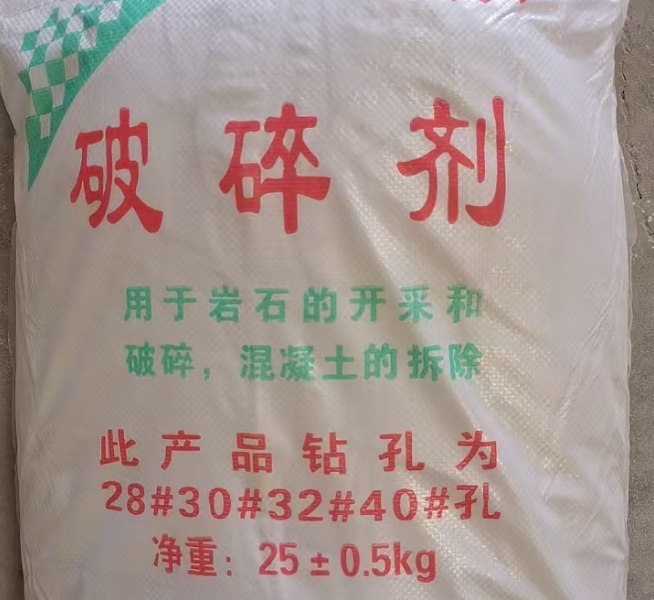 破碎剂
用于岩石的开采和
破碎，混凝土的拆除
此产品钻孔为
28#30#32#40#孔
净重：25±0.5kg